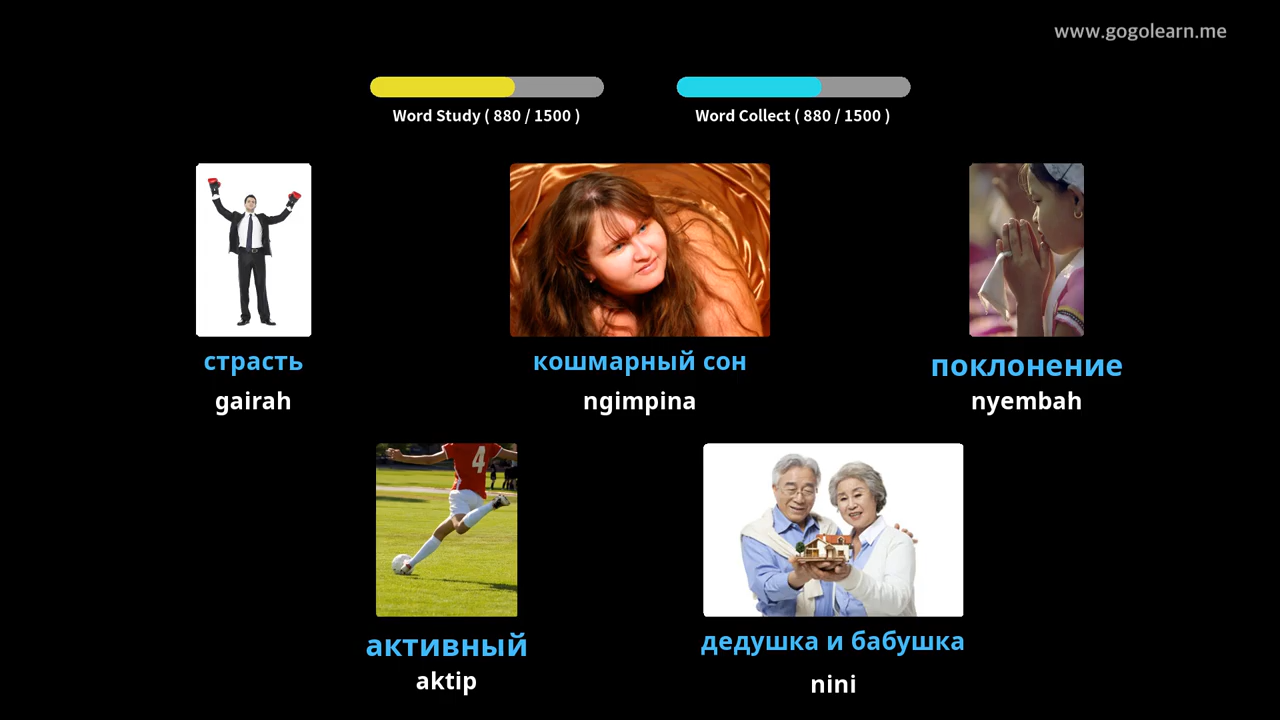 www.gogolearn.me
Word Study ( 880 / 1500 )
Word Collect ( 880 / 1500 )
страсть
gairah
кошмарный сон
ngimpina
поклонение
nyembah
4
активный
aktip
дедушка и бабушка
nini